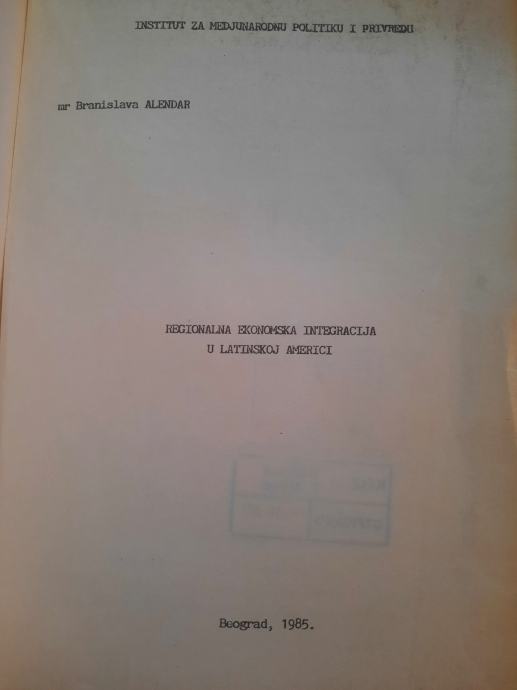 INSTITUT ZA MEDJUNARODNU POLITIKU I PRIVREDU
mr Branislava ALENDAR
REGIONALNA EKONOMSKA INTEGRACIJA
U LATINSKOJ AMERICI
Beograd, 1985.